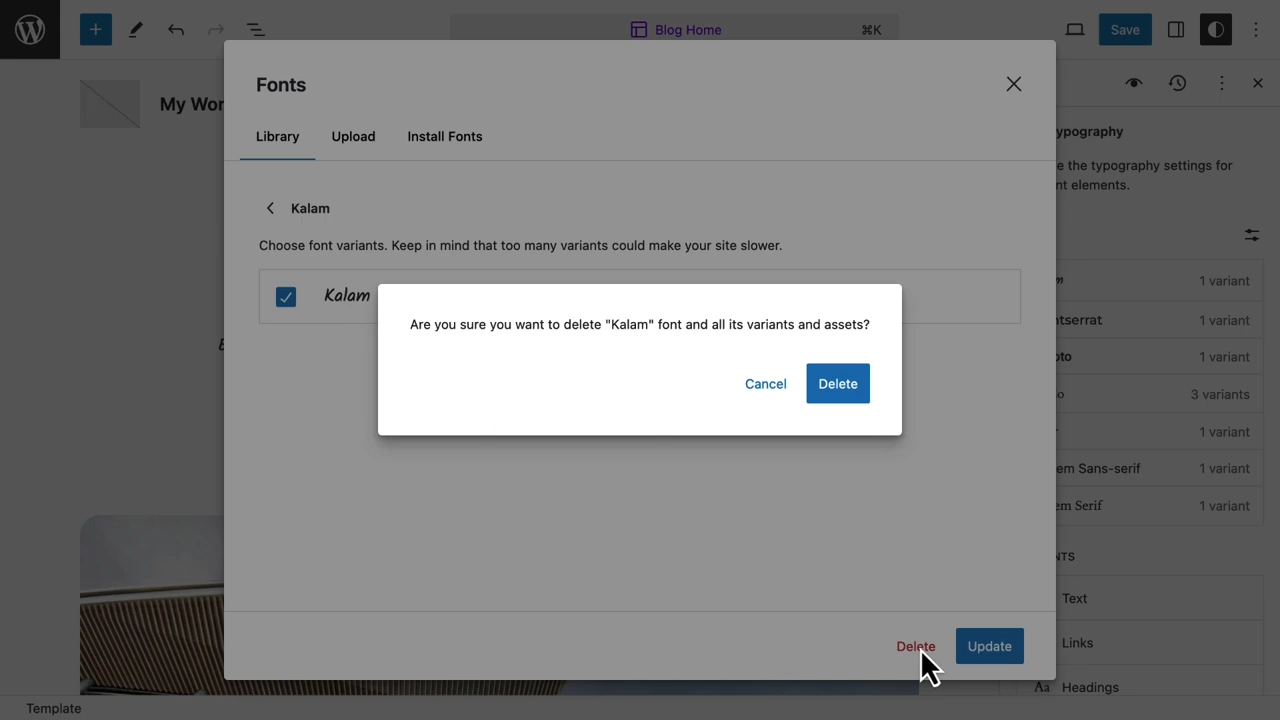 Blog Home
⌘K
Save
Fonts
My Wor
Library
Upload
Install Fonts
ypography
e the typography settings for
nt elements.
Kalam
Choose font variants. Keep in mind that too many variants could make your site slower.
Kalam
1 variant
Are you sure you want to delete "Kalam" font and all its variants and assets?
ntserrat
1 variant
oto
1 variant
Cancel
Delete
3 variants
1 variant
em Sans-serif
1 variant
em Serif
1 variant
NTS
Text
Delete
Update
Links
Aa
Headings
Template